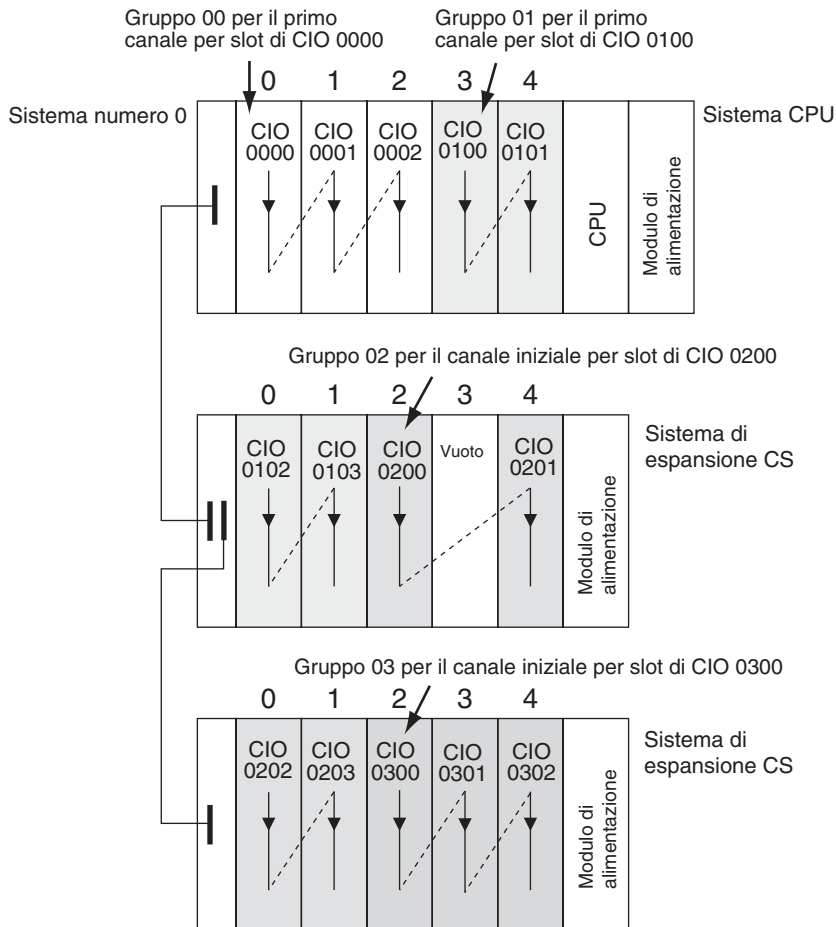 Gruppo 00 per il primo
canale per slot di CIO 0000
Gruppo 01 per il primo
canale per slot di CIO 0100
0 1 2 3 4
Sistema numero 0
Sistema CPU
CIO 0000
CIO 0001
CIO 0002
CIO 0100
CIO 0101
CPU
Modulo di
alimentazione
Gruppo 02 per il canale iniziale per slot di CIO 0200
0 1 2 3 4
CIO 0102
CIO 0103
CIO 0200
Vuoto
CIO 0201
Modulo di
alimentazione
Sistema di
espansione CS
Gruppo 03 per il canale iniziale per slot di CIO 0300
0 1 2 3 4
CIO 0202
CIO 0203
CIO 0300
CIO 0301
CIO 0302
Modulo di
alimentazione
Sistema di
espansione CS